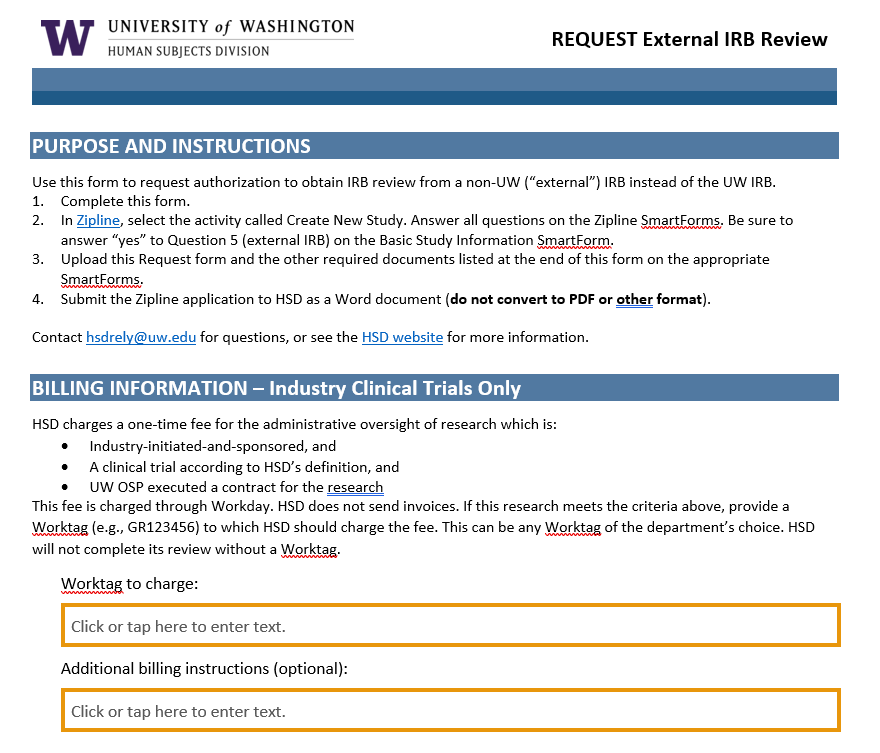 W UNIVERSITY of WASHINGTON
HUMAN SUBJECTS DIVISION
REQUEST External IRB Review
PURPOSE AND INSTRUCTIONS
Use this form to request authorization to obtain IRB review from a non-UW (“external”) IRB instead of the UW IRB.
1. Complete this form.
2. In Zipline, select the activity called Create New Study. Answer all questions on the Zipline SmartForms. Be sure to
answer “yes” to Question 5 (external IRB) on the Basic Study Information SmartForm.
3. Upload this Request form and the other required documents listed at the end of this form on the appropriate
SmartForms.
4. Submit the Zipline application to HSD as a Word document (do not convert to PDF or other format).
Contact hsdrely@uw.edu for questions, or see the HSD website for more information.
BILLING INFORMATION – Industry Clinical Trials Only
HSD charges a one-time fee for the administrative oversight of research which is:
• Industry-initiated-and-sponsored, and
• A clinical trial according to HSD’s definition, and
• UW OSP executed a contract for the research
This fee is charged through Workday. HSD does not send invoices. If this research meets the criteria above, provide a
Worktag (e.g., GR123456) to which HSD should charge the fee. This can be any Worktag of the department’s choice. HSD
will not complete its review without a Worktag.
Worktag to charge:
Click or tap here to enter text.
Additional billing instructions (optional):
Click or tap here to enter text.